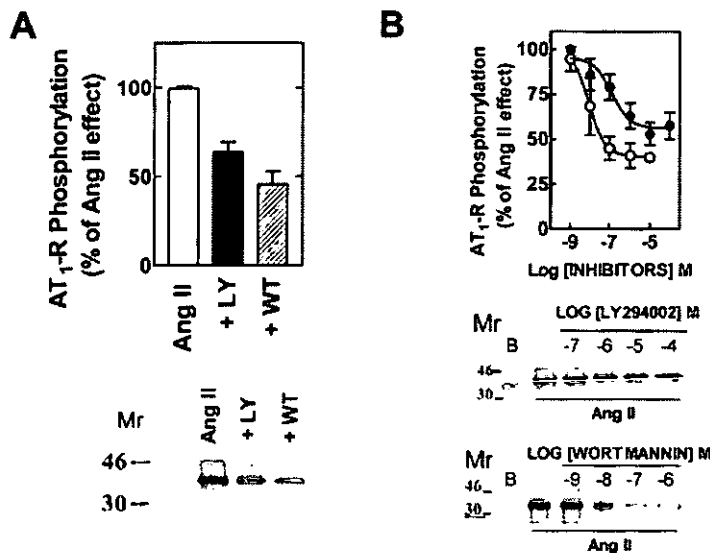 A
AT1-R Phosphorylation
(% of Ang II effect)
100
50
0
Ang II
+ LY
+ WT
Mr
Ang II
+ LY
+ WT
46
30
B
AT1-R Phosphorylation
(% of Ang II effect)
100
75
50
25
0
-9 -7 -5
Log [INHIBITORS] M
LOG [LY294002] M
Mr
B -7 -6 -5 -4
46
30
Ang II
LOG [WORTMANNIN] M
Mr
B -9 -8 -7 -6
46
30
Ang II